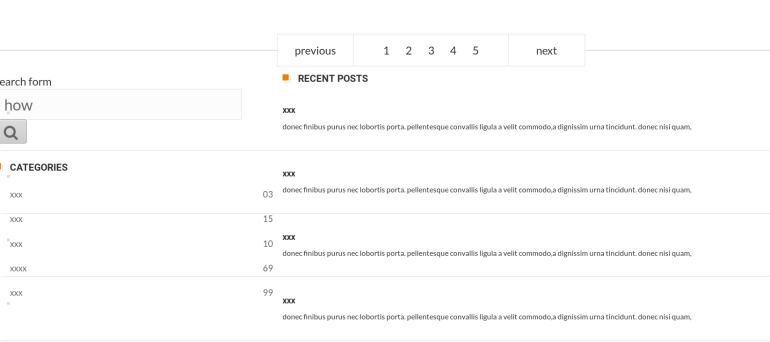 previous 1 2 3 4 5 next
earch form
how
CATEGORIES
xxx 03
xxx 15
xxx 10
xxxx 69
xxx 99
RECENT POSTS
xxx
donec finibus purus nec lobortis porta. pellentesque convallis ligula a velit commodo,a dignissim urna tincidunt. donec nisi quam,
xxx
donec finibus purus nec lobortis porta. pellentesque convallis ligula a velit commodo,a dignissim urna tincidunt. donec nisi quam,
xxx
donec finibus purus nec lobortis porta. pellentesque convallis ligula a velit commodo,a dignissim urna tincidunt. donec nisi quam,
xxx
donec finibus purus nec lobortis porta. pellentesque convallis ligula a velit commodo,a dignissim urna tincidunt. donec nisi quam,